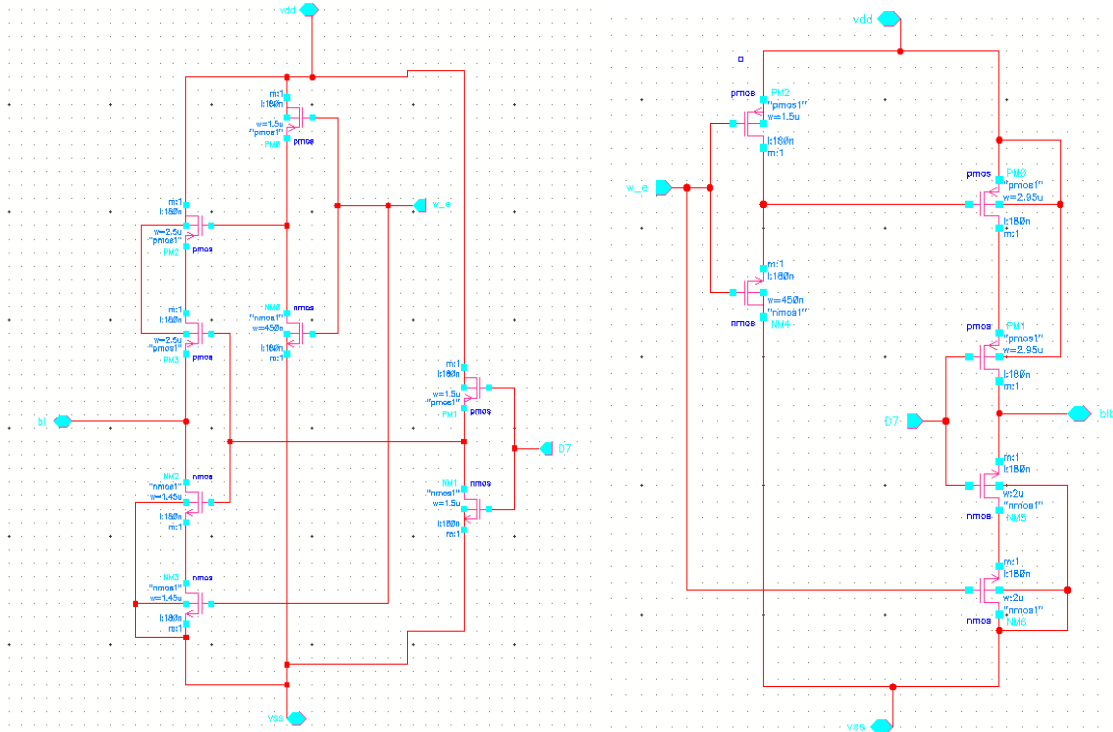 vdd
m:1
l:180n
w=1.5u
"pmos1"
PM0
pmos
w_e
m:1
l:180n
w=2.5u
"pmos1"
PM2
pmos
m:1
l:180n
w=2.5u
"pmos1"
PM3
pmos
NM0
nmos
"nmos1"
w=450n
l:180n
m:1
m:1
l:180n
w=1.5u
"pmos1"
PM1
pmos
bl
D7
NM2
nmos
"nmos1"
w=1.45u
l:180n
m:1
NM1
nmos
"nmos1"
w=1.5u
l:180n
m:1
NM3
nmos
"nmos1"
w=1.45u
l:180n
m:1
vss
vdd
pmos
PM2
"pmos1"
w=1.5u
l:180n
m:1
w_e
pmos
PM0
"pmos1"
w=2.95u
l:180n
m:1
m:1
l:180n
w=450n
"nmos1"
nmos
NM4
pmos
PM1
"pmos1"
w=2.95u
l:180n
m:1
D7
blb
m:1
l:180n
w:2u
"nmos1"
nmos
NM5
m:1
l:180n
w:2u
"nmos1"
nmos
NM6
vss